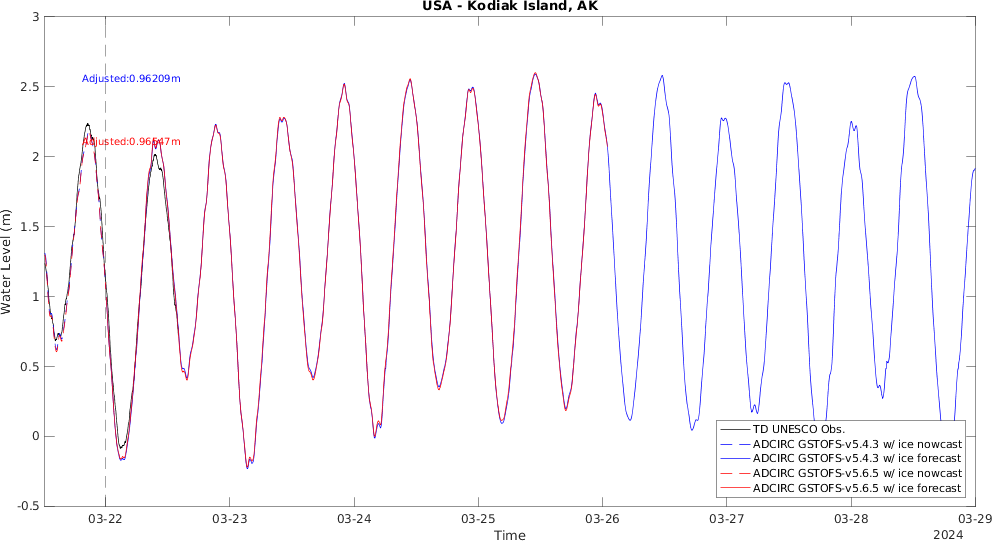 USA - Kodiak Island, AK
3
2.5
2
1.5
1
0.5
0
-0.5
Water Level (m)
Adjusted:0.96209m
Adjusted:0.96647m
TD UNESCO Obs.
ADCIRC GSTOFS-v5.4.3 w/ ice nowcast
ADCIRC GSTOFS-v5.4.3 w/ ice forecast
ADCIRC GSTOFS-v5.6.5 w/ ice nowcast
ADCIRC GSTOFS-v5.6.5 w/ ice forecast
03-22 03-23 03-24 03-25 03-26 03-27 03-28 03-29
Time
2024